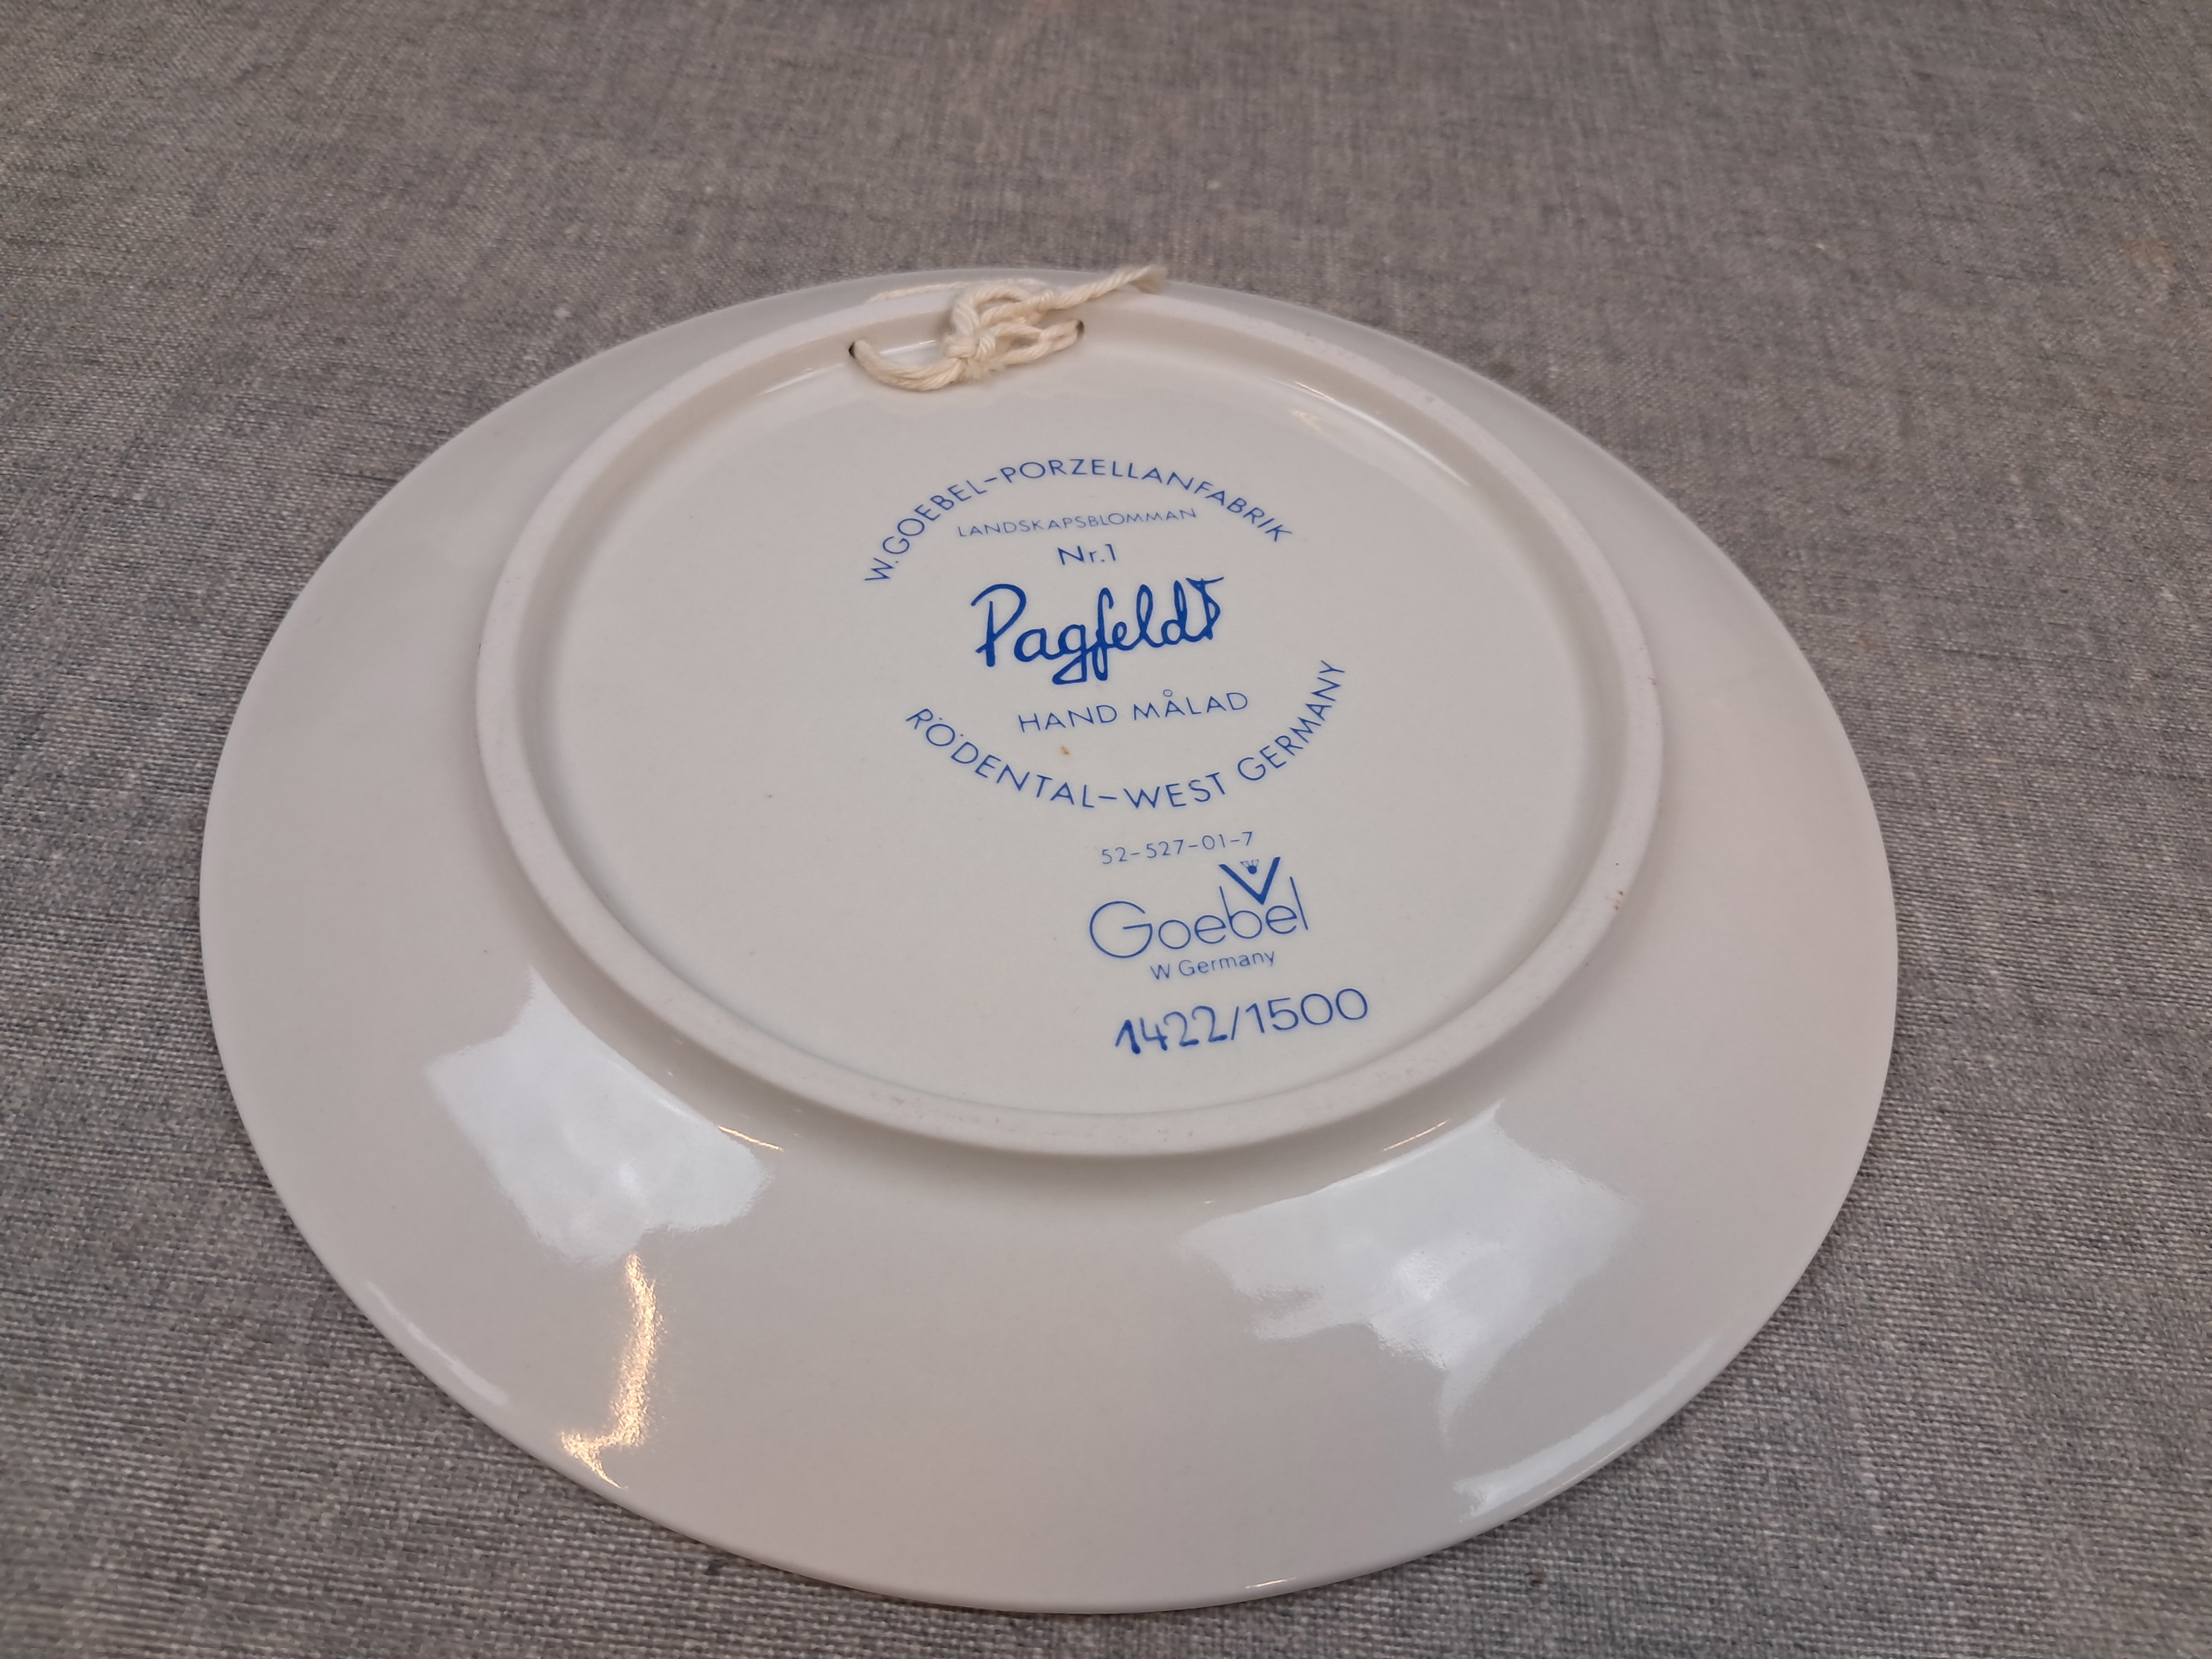 W. GOEBEL-PORZELLANFABRIK
LANDSKAPSBLOMMAN
Nr.1
Pagfeldt
HAND MÅLAD
RÖDENTAL-WEST GERMANY
52-527-01-7
Goebel
W Germany
1422/1500